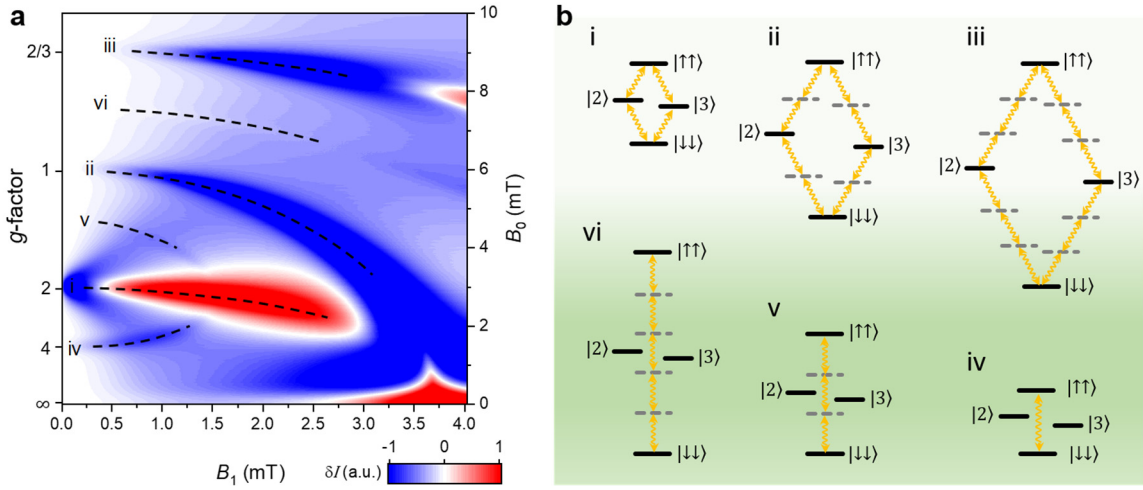 a
g-factor
2/3
1
2
4
∞
iii
vi
ii
v
i
iv
10
8
6
4
2
0
B₀ (mT)
0.0 0.5 1.0 1.5 2.0 2.5 3.0 3.5 4.0
B₁ (mT)
δI (a.u.)
-1 0 1
b
i
|↑↑⟩
|2⟩ |3⟩
|↓↓⟩
ii
|↑↑⟩
|2⟩ |3⟩
|↓↓⟩
iii
|↑↑⟩
|2⟩ |3⟩
|↓↓⟩
vi
|↑↑⟩
|2⟩ |3⟩
|↓↓⟩
v
|↑↑⟩
|2⟩ |3⟩
|↓↓⟩
iv
|↑↑⟩
|2⟩ |3⟩
|↓↓⟩